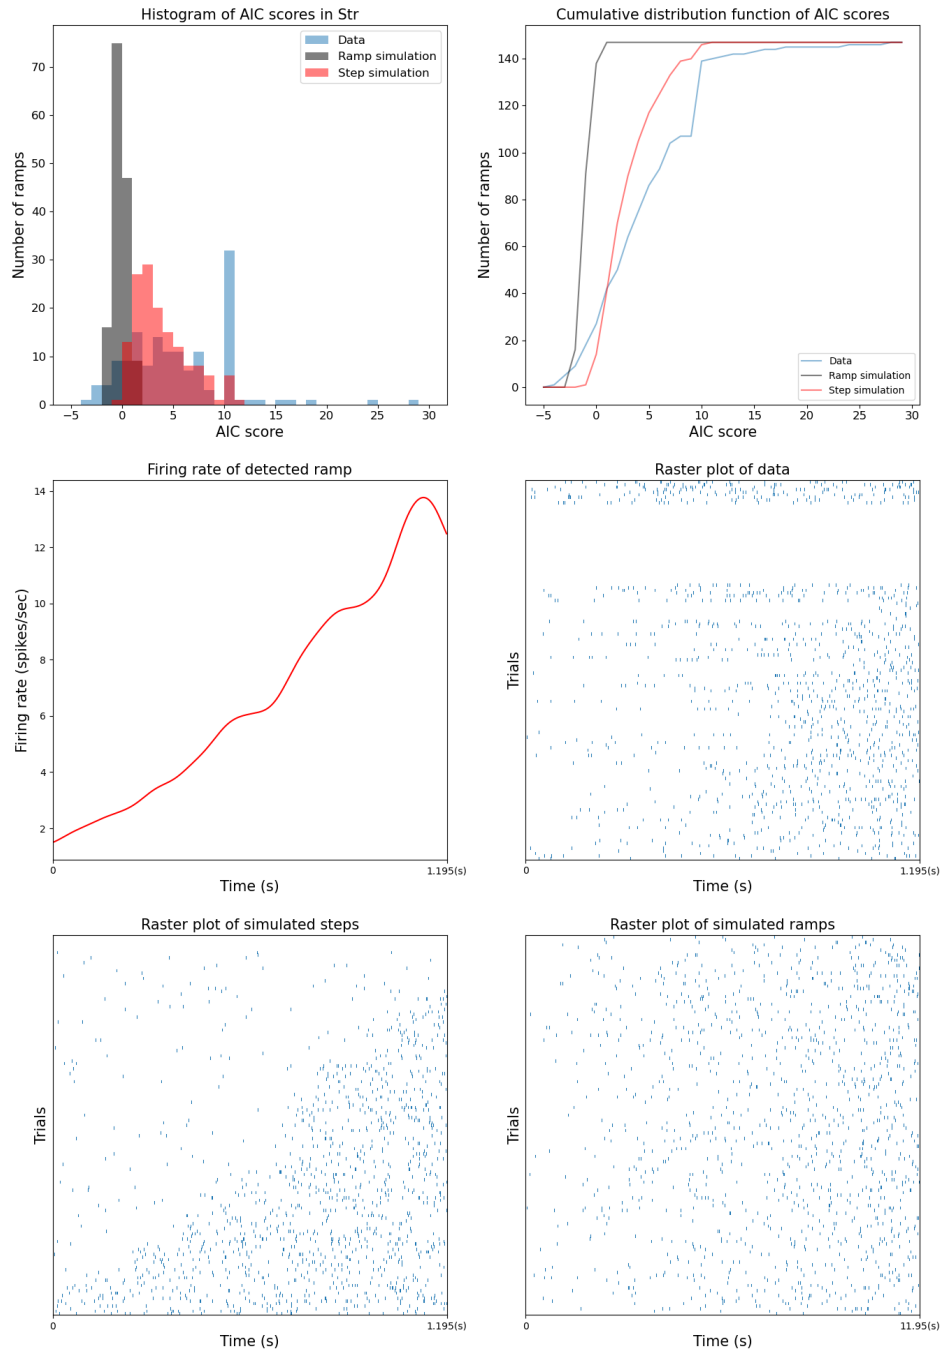 Histogram of AIC scores in Str
Number of ramps
70
60
50
40
30
20
10
0
−5
0
5
10
15
20
25
30
AIC score
Data
Ramp simulation
Step simulation
Cumulative distribution function of AIC scores
Number of ramps
140
120
100
80
60
40
20
0
−5
0
5
10
15
20
25
30
AIC score
Data
Ramp simulation
Step simulation
Firing rate of detected ramp
Firing rate (spikes/sec)
14
12
10
8
6
4
2
0
1.195(s)
Time (s)
Raster plot of data
Trials
0
1.195(s)
Time (s)
Raster plot of simulated steps
Trials
0
1.195(s)
Time (s)
Raster plot of simulated ramps
Trials
0
11.95(s)
Time (s)